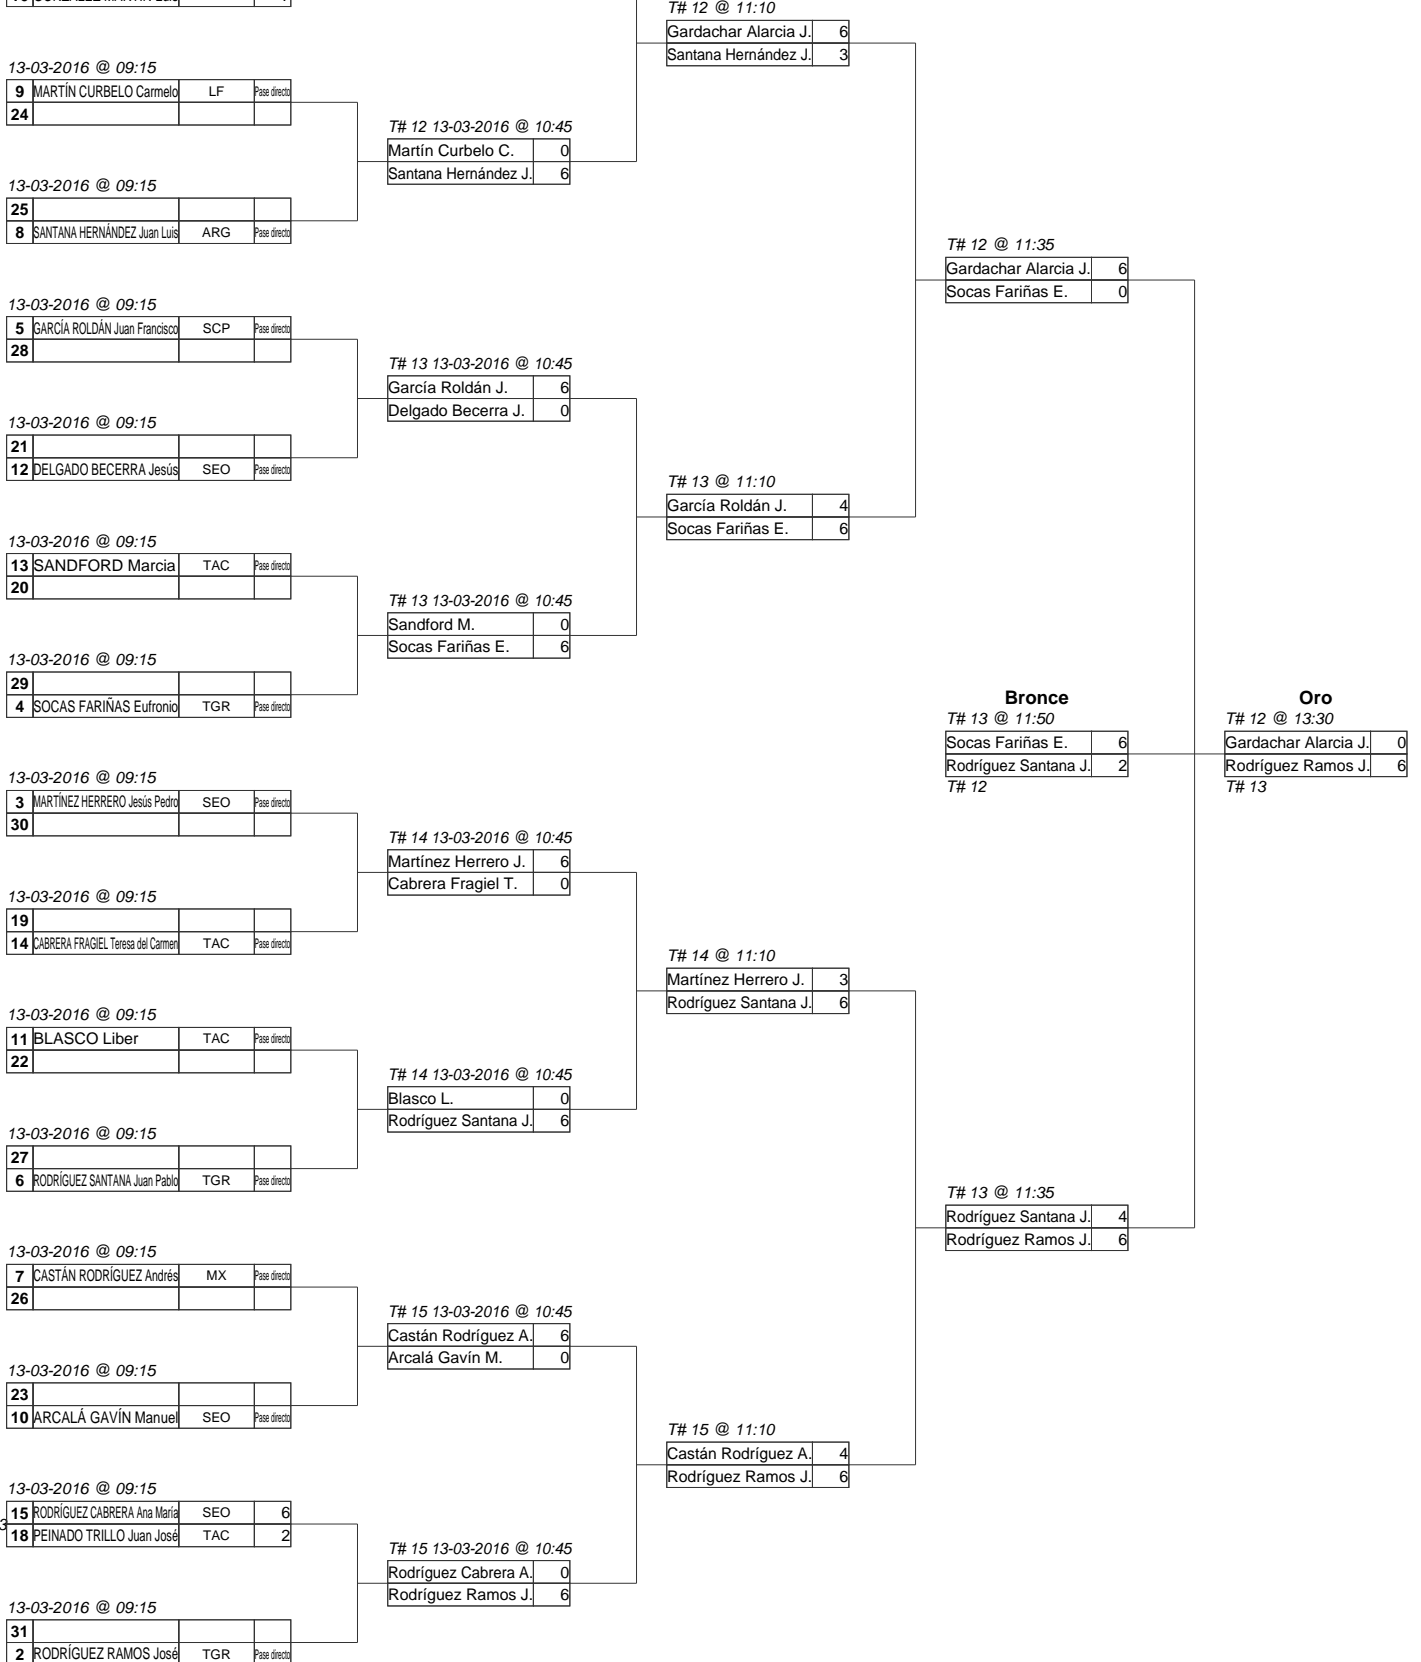 T# 12 @ 11:10
Gardachar Alarcia J. 6
Santana Hernández J. 3
13-03-2016 @ 09:15
9 MARTÍN CURBELO Carmelo LF Pase directo
24
T# 12 13-03-2016 @ 10:45
Martín Curbelo C. 0
Santana Hernández J. 6
13-03-2016 @ 09:15
25
8 SANTANA HERNÁNDEZ Juan Luis ARG Pase directo
T# 12 @ 11:35
Gardachar Alarcia J. 6
Socas Fariñas E. 0
13-03-2016 @ 09:15
5 GARCÍA ROLDÁN Juan Francisco SCP Pase directo
28
T# 13 13-03-2016 @ 10:45
García Roldán J. 6
Delgado Becerra J. 0
13-03-2016 @ 09:15
21
12 DELGADO BECERRA Jesús SEO Pase directo
T# 13 @ 11:10
García Roldán J. 4
Socas Fariñas E. 6
13-03-2016 @ 09:15
13 SANDFORD Marcia TAC Pase directo
20
T# 13 13-03-2016 @ 10:45
Sandford M. 0
Socas Fariñas E. 6
13-03-2016 @ 09:15
29
4 SOCAS FARIÑAS Eufronio TGR Pase directo
Bronce
T# 13 @ 11:50
Socas Fariñas E. 6
Rodríguez Santana J. 2
T# 12
Oro
T# 12 @ 13:30
Gardachar Alarcia J. 0
Rodríguez Ramos J. 6
T# 13
13-03-2016 @ 09:15
3 MARTÍNEZ HERRERO Jesús Pedro SEO Pase directo
30
T# 14 13-03-2016 @ 10:45
Martínez Herrero J. 6
Cabrera Fragiel T. 0
13-03-2016 @ 09:15
19
14 CABRERA FRAGIEL Teresa del Carmen TAC Pase directo
T# 14 @ 11:10
Martínez Herrero J. 3
Rodríguez Santana J. 6
13-03-2016 @ 09:15
11 BLASCO Liber TAC Pase directo
22
T# 14 13-03-2016 @ 10:45
Blasco L. 0
Rodríguez Santana J. 6
13-03-2016 @ 09:15
27
6 RODRÍGUEZ SANTANA Juan Pablo TGR Pase directo
T# 13 @ 11:35
Rodríguez Santana J. 4
Rodríguez Ramos J. 6
13-03-2016 @ 09:15
7 CASTÁN RODRÍGUEZ Andrés MX Pase directo
26
T# 15 13-03-2016 @ 10:45
Castán Rodríguez A. 6
Arcalá Gavín M. 0
13-03-2016 @ 09:15
23
10 ARCALÁ GAVÍN Manuel SEO Pase directo
T# 15 @ 11:10
Castán Rodríguez A. 4
Rodríguez Ramos J. 6
13-03-2016 @ 09:15
15 RODRÍGUEZ CABRERA Ana María SEO 6
18 PEINADO TRILLO Juan José TAC 2
T# 15 13-03-2016 @ 10:45
Rodríguez Cabrera A. 0
Rodríguez Ramos J. 6
13-03-2016 @ 09:15
31
2 RODRÍGUEZ RAMOS José TGR Pase directo